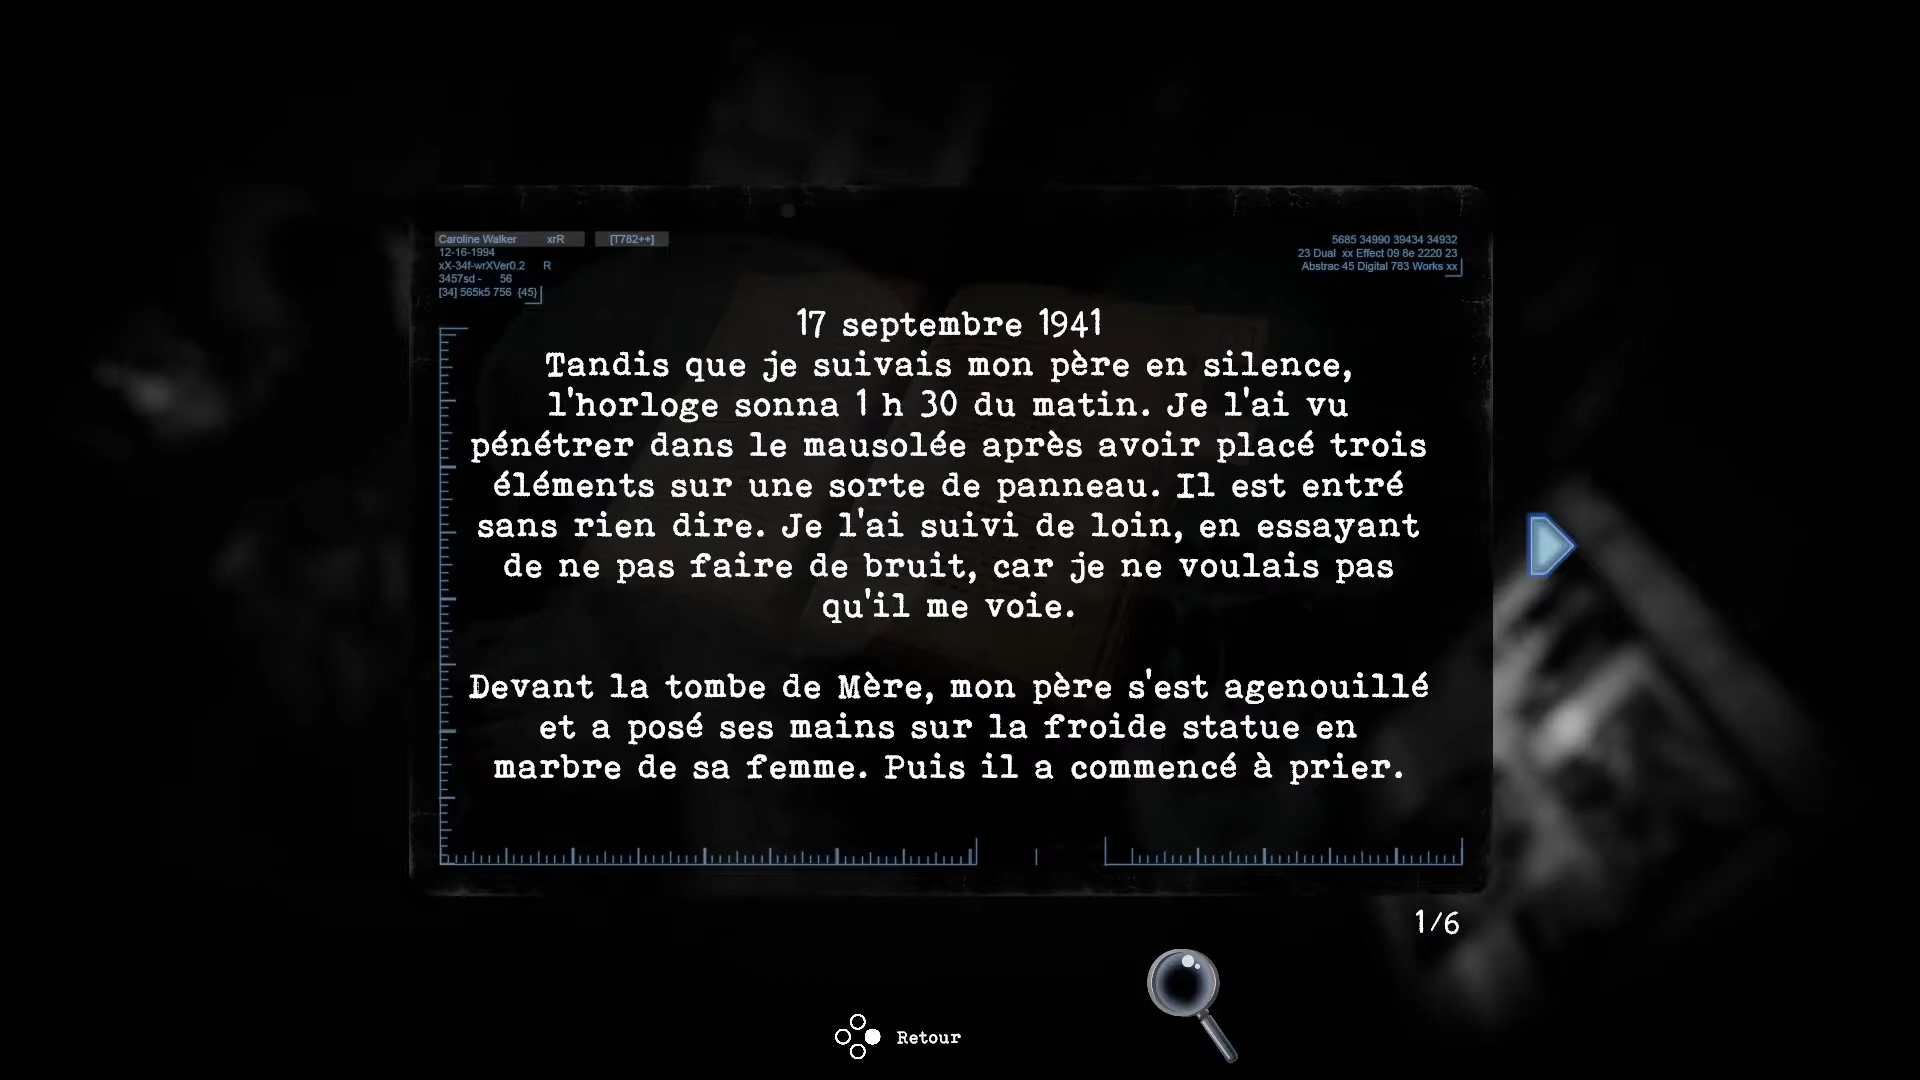 Caroline Walker xrR [T782++]
12-16-1994
xX-34f-wrXVer0.2 R
3457sd - 56
[34] 565k5 756 {45}
5685 34990 39434 34932
23 Dual xx Effect 09 8e 2220 23
Abstrac 45 Digital 783 Works xx
17 septembre 1941
Tandis que je suivais mon père en silence,
l'horloge sonna 1 h 30 du matin. Je l'ai vu
pénétrer dans le mausolée après avoir placé trois
éléments sur une sorte de panneau. Il est entré
sans rien dire. Je l'ai suivi de loin, en essayant
de ne pas faire de bruit, car je ne voulais pas
qu'il me voie.
Devant la tombe de Mère, mon père s'est agenouillé
et a posé ses mains sur la froide statue en
marbre de sa femme. Puis il a commencé à prier.
1/6
Retour